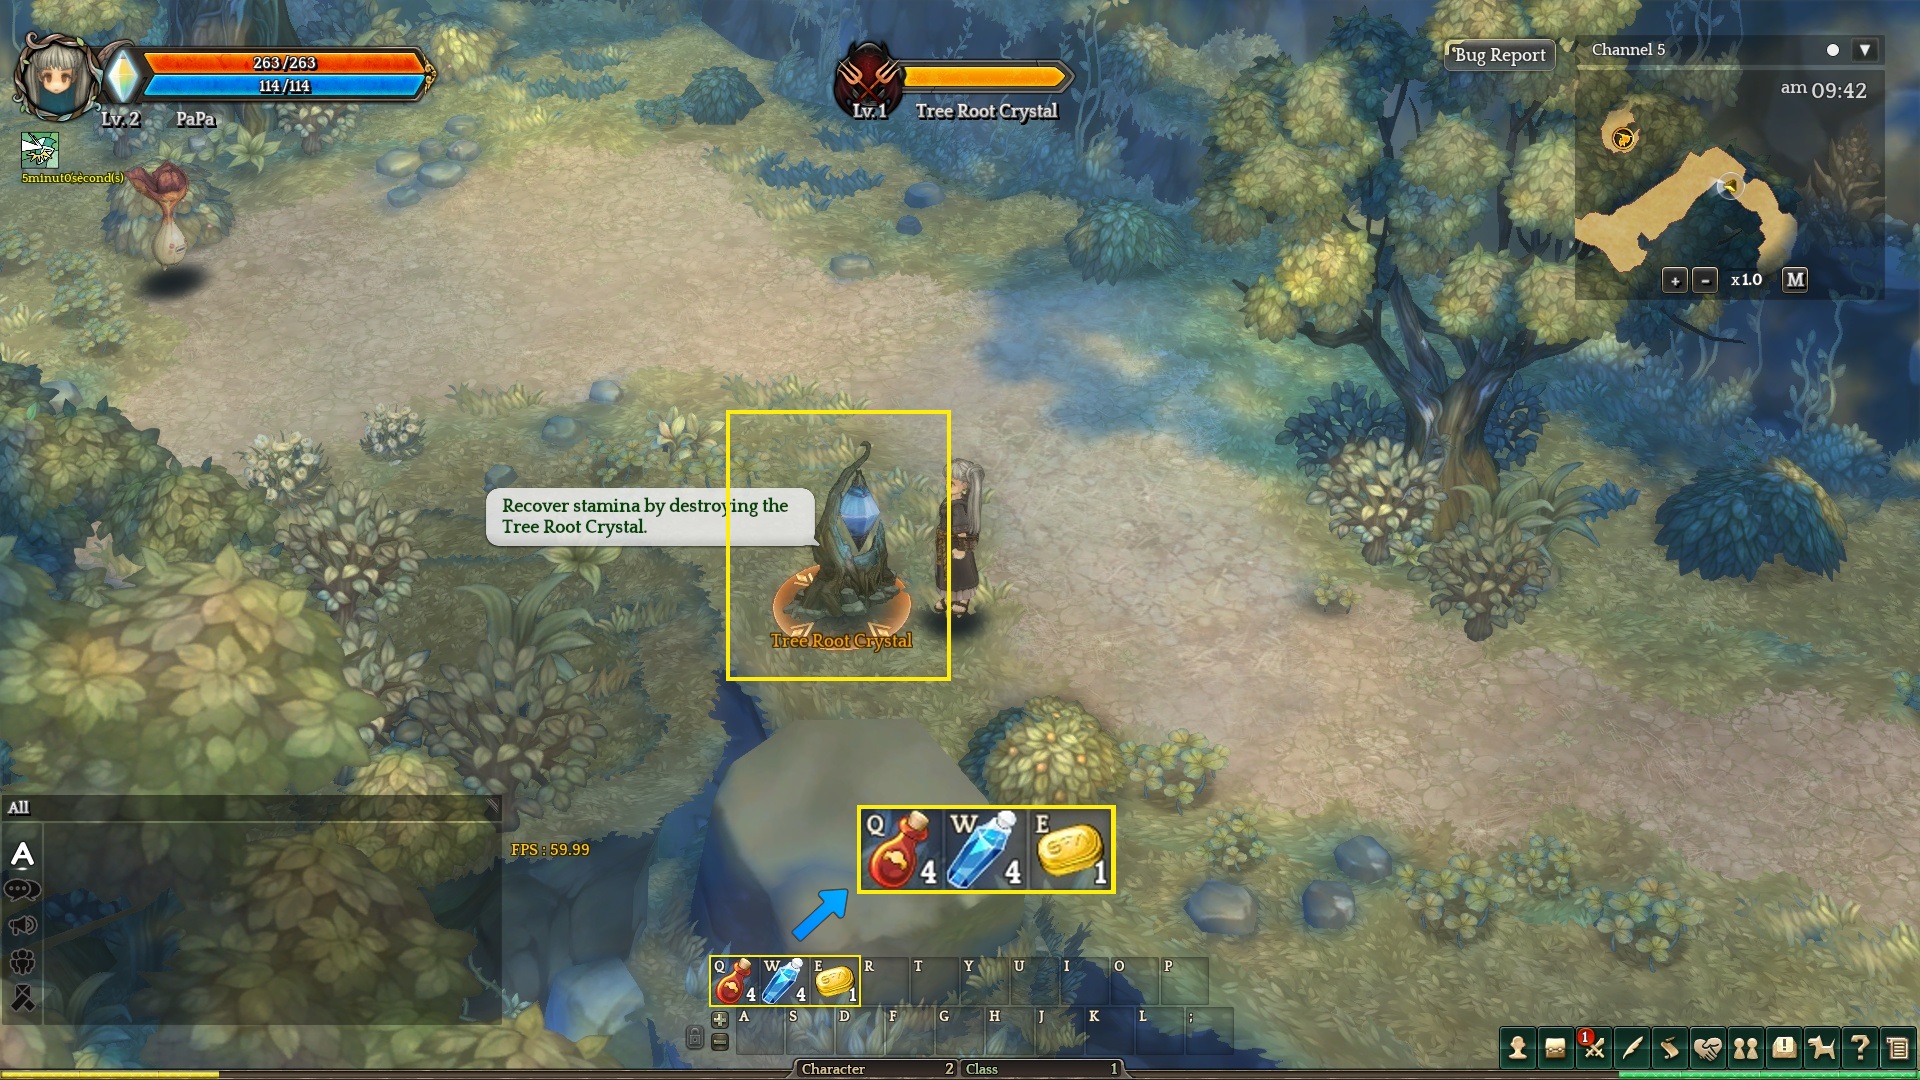 263/263
114/114
Lv. 2 PaPa
Lv. 1 Tree Root Crystal
Bug Report
Channel 5
am 09:42
+ - x1.0 M
Recover stamina by destroying the
Tree Root Crystal.
Tree Root Crystal
All
A
FPS : 59.99
Q 4 W 4 E 1
Q 4 W 4 E 1 R T Y U I O P
A S D F G H J K L ;
1
?
Character 2 Class 1